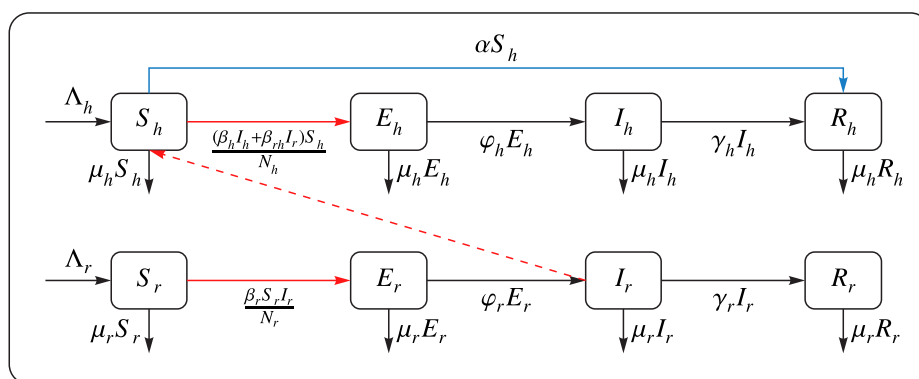 αS_h
Λ_h S_h E_h I_h R_h
(β_h I_h+β_rh I_r)S_h / N_h φ_h E_h γ_h I_h
μ_h S_h μ_h E_h μ_h I_h μ_h R_h
Λ_r S_r E_r I_r R_r
β_r S_r I_r / N_r φ_r E_r γ_r I_r
μ_r S_r μ_r E_r μ_r I_r μ_r R_r